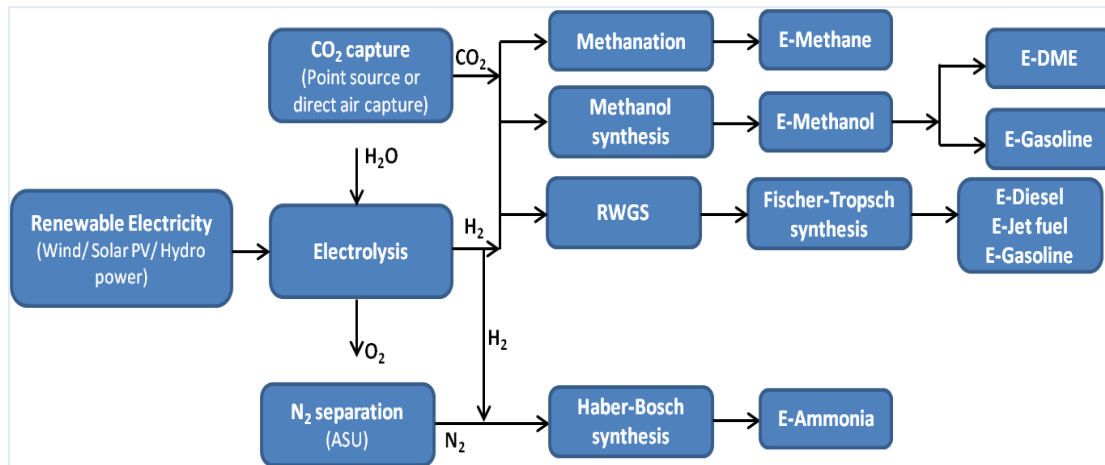 CO₂ capture
(Point source or
direct air capture)
CO₂
Methanation
E-Methane
E-DME
Methanol
synthesis
E-Methanol
E-Gasoline
H₂O
Renewable Electricity
(Wind/ Solar PV/ Hydro
power)
Electrolysis
H₂
RWGS
Fischer-Tropsch
synthesis
E-Diesel
E-Jet fuel
E-Gasoline
O₂
H₂
N₂ separation
(ASU)
N₂
Haber-Bosch
synthesis
E-Ammonia